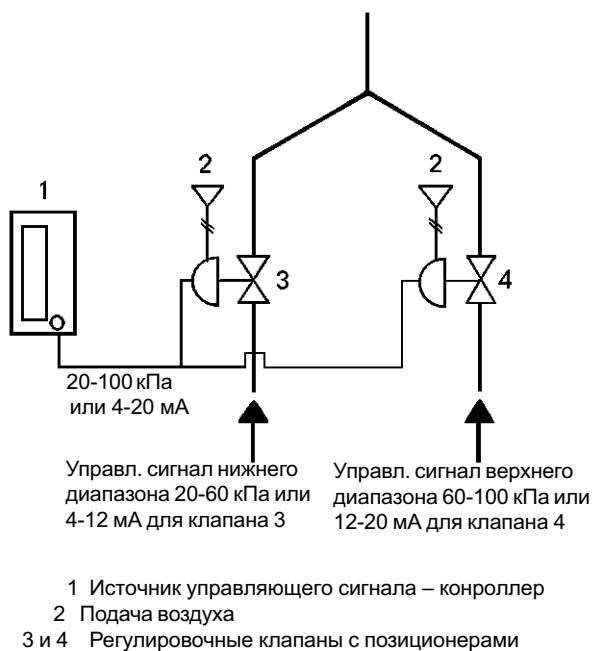 2
2
1
3
4
20-100 кПа
или 4-20 мА
Управл. сигнал нижнего
диапазона 20-60 кПа или
4-12 мА для клапана 3
Управл. сигнал верхнего
диапазона 60-100 кПа или
12-20 мА для клапана 4
1 Источник управляющего сигнала – конроллер
2 Подача воздуха
3 и 4 Регулировочные клапаны с позиционерами